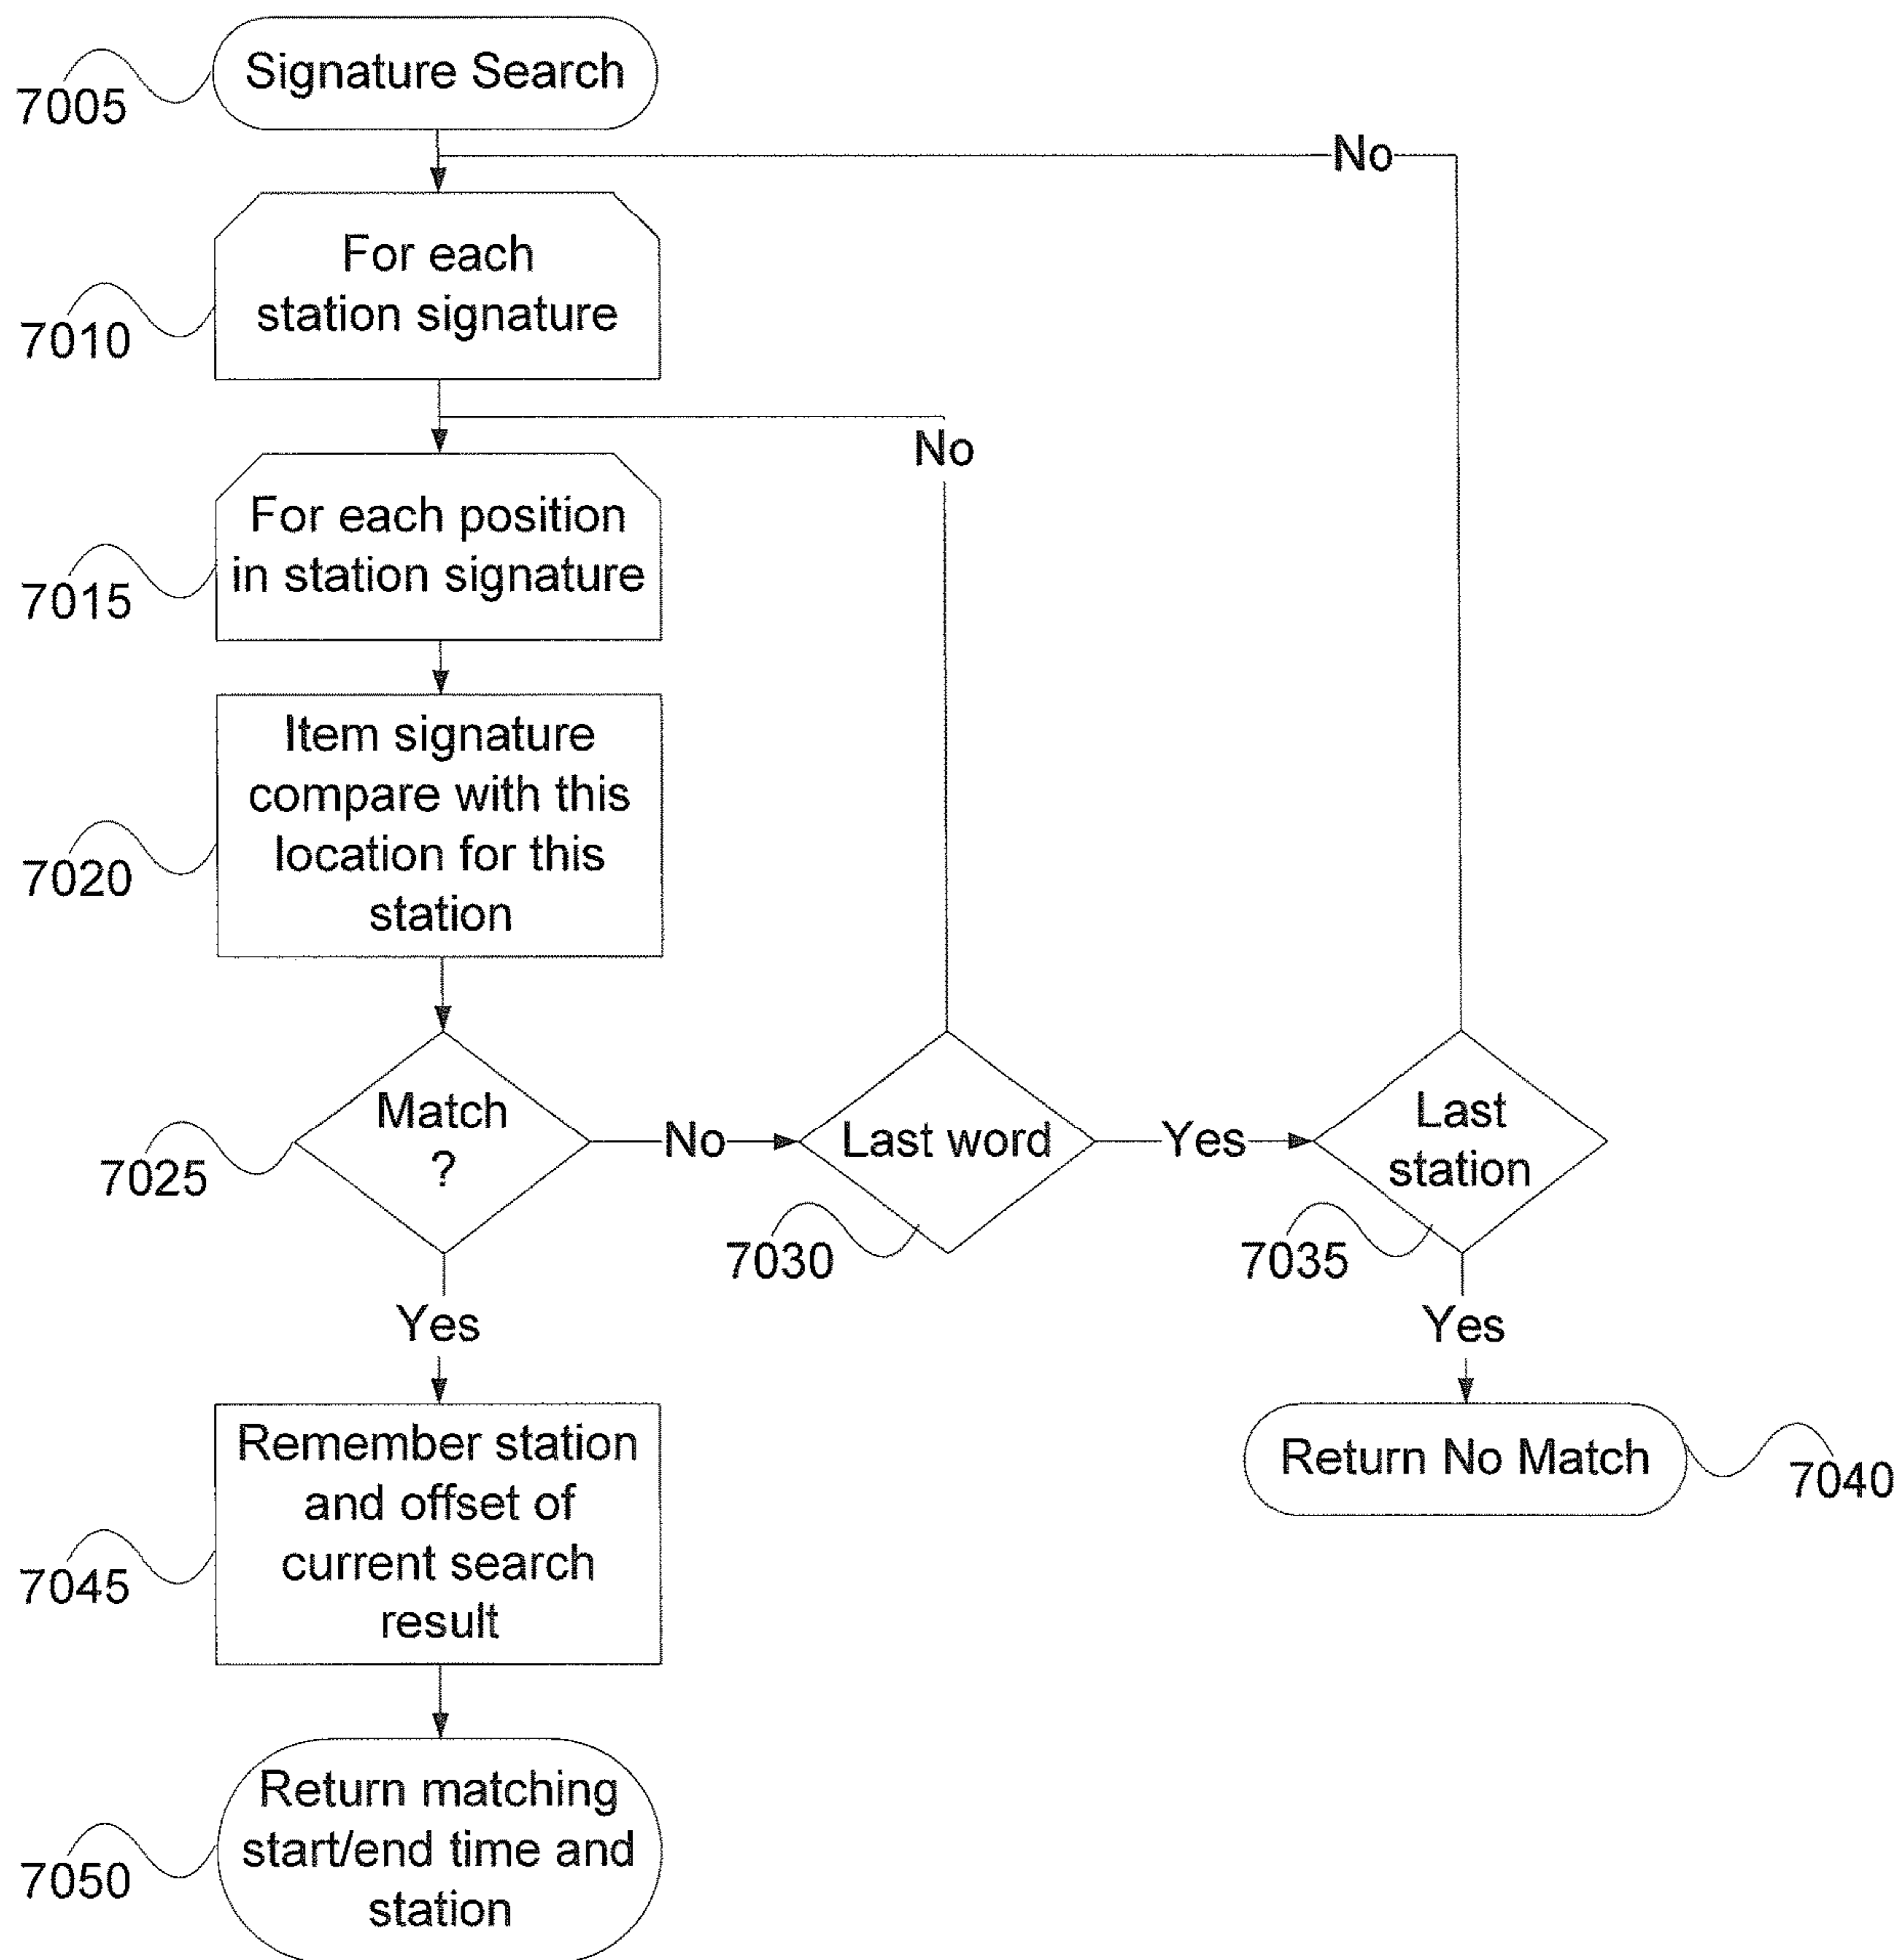 Signature Search
7005
No
For each
station signature
7010
No
For each position
in station signature
7015
Item signature
compare with this
location for this
station
7020
Match
?
7025
No
Last word
7030
Yes
Last
station
7035
Yes
Yes
Return No Match
7040
Remember station
and offset of
current search
result
7045
Return matching
start/end time and
station
7050